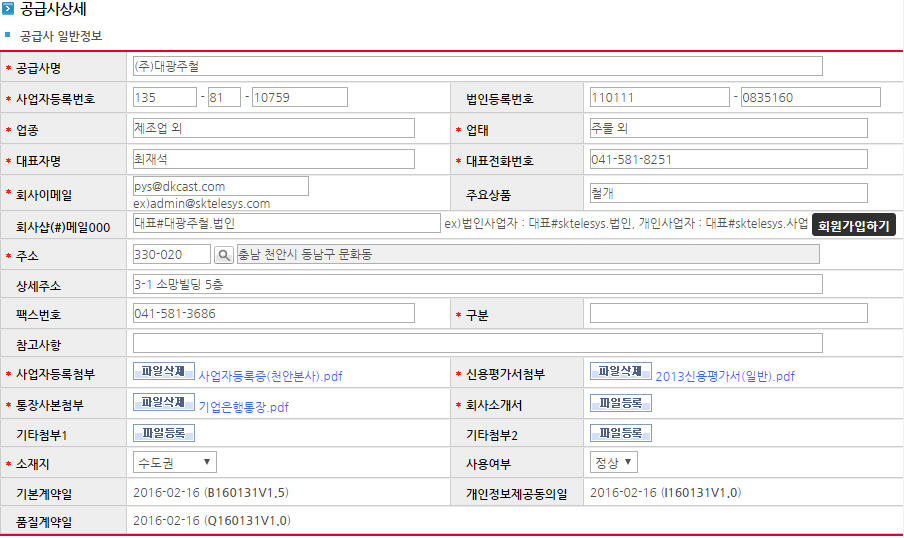 공급사상세
공급사 일반정보
* 공급사명 (주)대광주철
* 사업자등록번호 135 - 81 - 10759 법인등록번호 110111 - 0835160
* 업종 제조업 외 * 업태 주물 외
* 대표자명 최재석 * 대표전화번호 041-581-8251
* 회사이메일 pys@dkcast.com 주요상품 철개
ex)admin@sktelesys.com
회사샵(#)메일000 대표#대광주철.법인 ex)법인사업자 : 대표#sktelesys.법인, 개인사업자 : 대표#sktelesys.사업 회원가입하기
* 주소 330-020 충남 천안시 동남구 문화동
상세주소 3-1 소망빌딩 5층
팩스번호 041-581-3686 * 구분
참고사항
* 사업자등록첨부 파일삭제 사업자등록증(천안본사).pdf * 신용평가서첨부 파일삭제 2013신용평가서(일반).pdf
* 통장사본첨부 파일삭제 기업은행통장.pdf * 회사소개서 파일등록
기타첨부1 파일등록 기타첨부2 파일등록
* 소재지 수도권 사용여부 정상
기본계약일 2016-02-16 (B160131V1.5) 개인정보제공동의일 2016-02-16 (I160131V1.0)
품질계약일 2016-02-16 (Q160131V1.0)